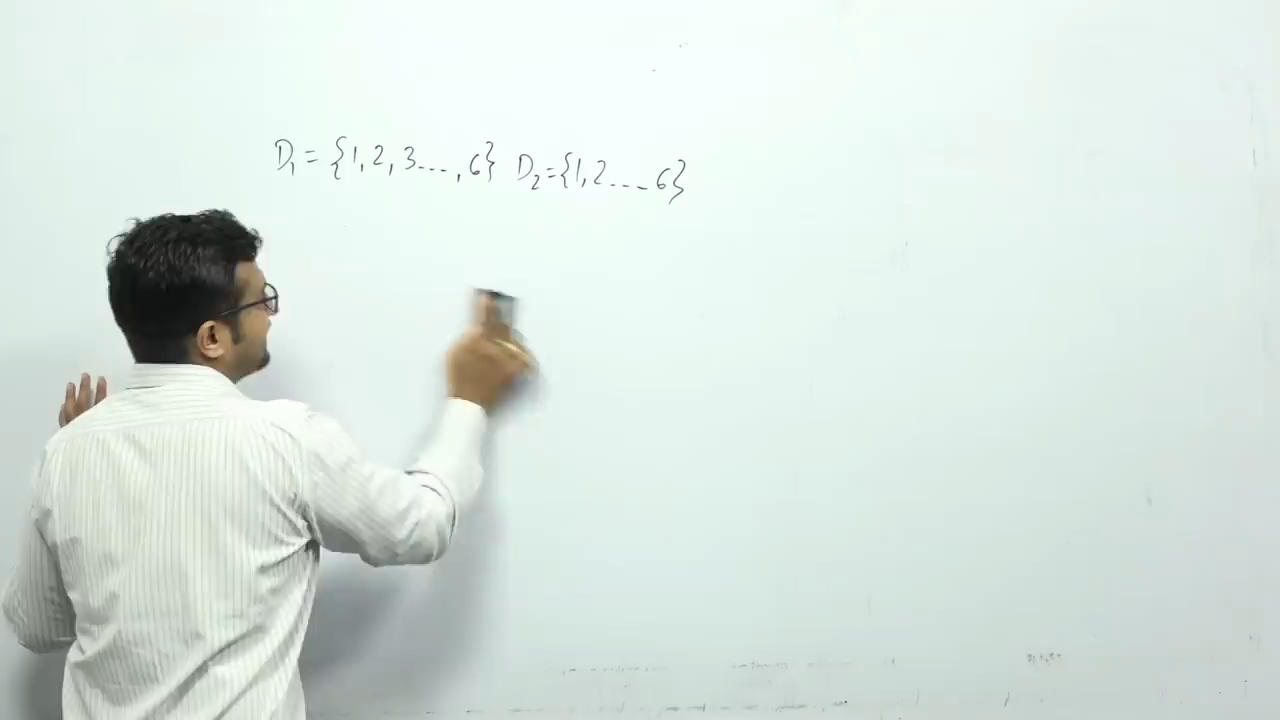 D₁ = {1, 2, 3 ---, 6} D₂ = {1, 2 ---- 6}